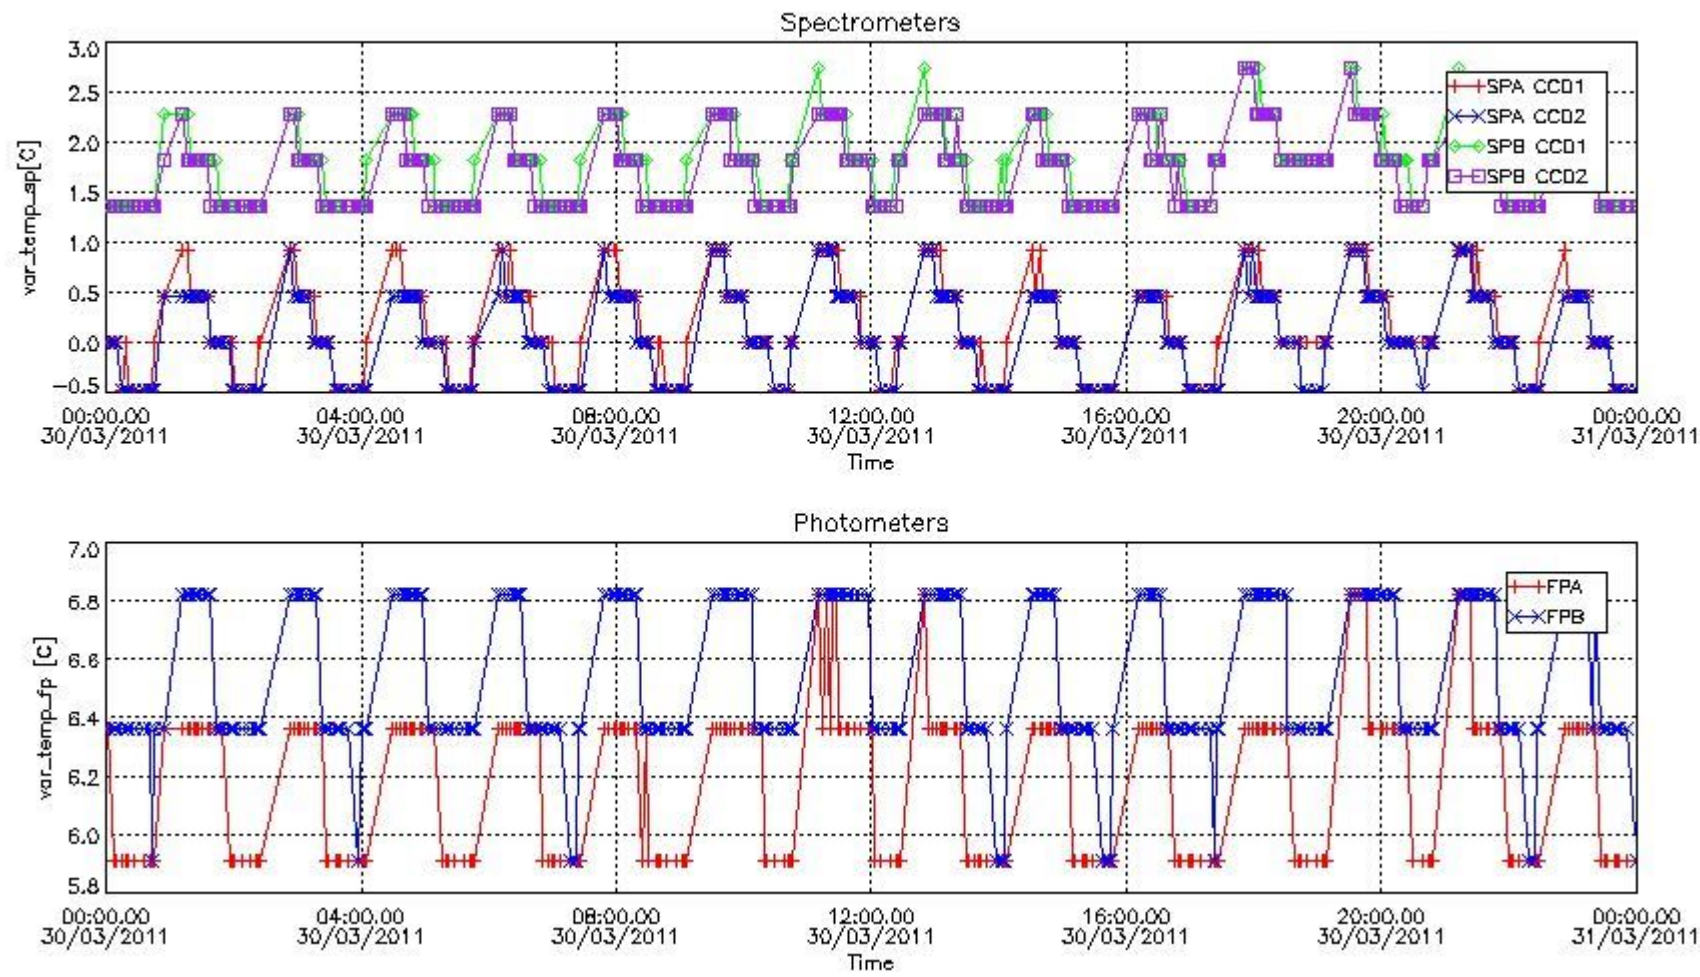 Spectrometers
3.0
2.5
2.0
1.5
1.0
0.5
0.0
-0.5
var_temp_sp[C]
SPA CCD1
SPA CCD2
SPB CCD1
SPB CCD2
00:00.00 04:00.00 08:00.00 12:00.00 16:00.00 20:00.00 00:00.00
30/03/2011 30/03/2011 30/03/2011 30/03/2011 30/03/2011 30/03/2011 31/03/2011
Time
Photometers
7.0
6.8
6.6
6.4
6.2
6.0
5.8
var_temp_fp [C]
FPA
FPB
00:00.00 04:00.00 08:00.00 12:00.00 16:00.00 20:00.00 00:00.00
30/03/2011 30/03/2011 30/03/2011 30/03/2011 30/03/2011 30/03/2011 31/03/2011
Time